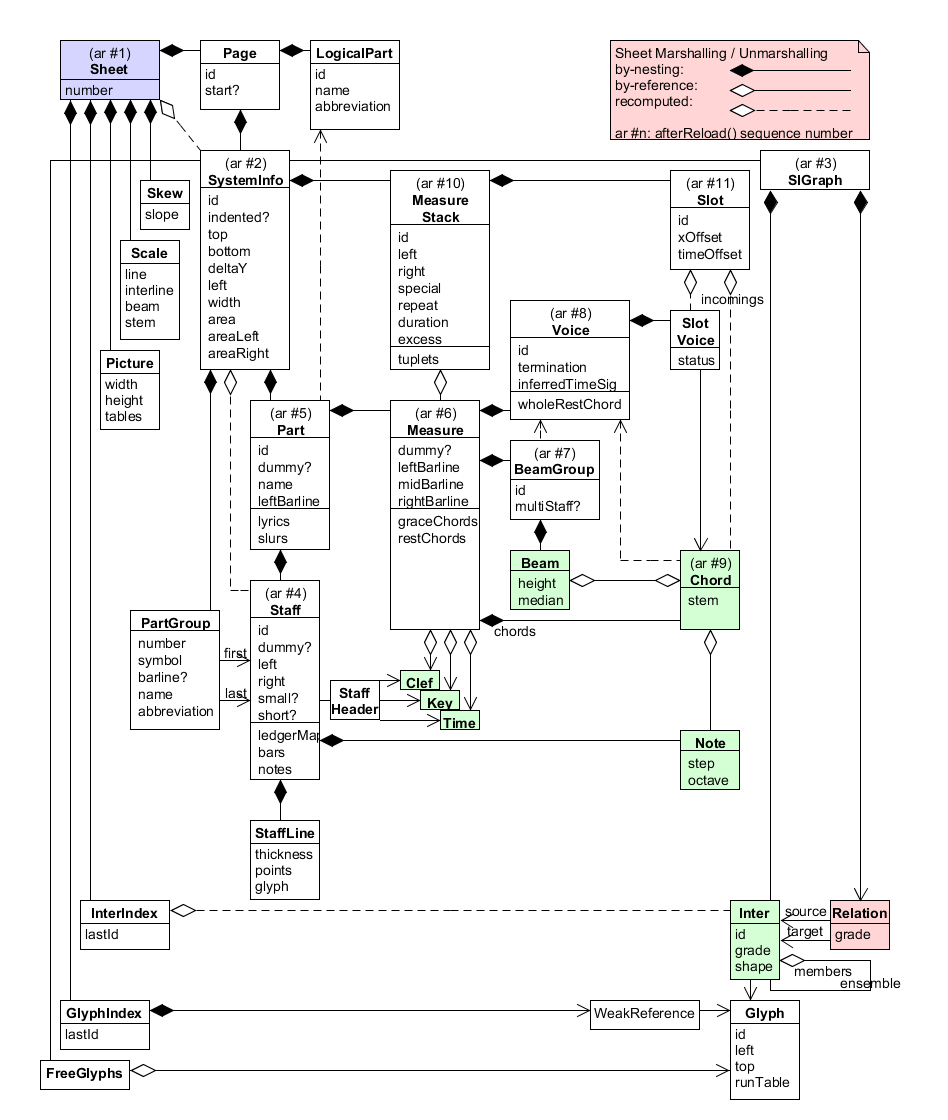 (ar #1)
Sheet
number
Page
id
start?
LogicalPart
id
name
abbreviation
Sheet Marshalling / Unmarshalling
by-nesting:
by-reference:
recomputed:
ar #n: afterReload() sequence number
(ar #2)
SystemInfo
id
indented?
top
bottom
deltaY
left
width
area
areaLeft
areaRight
(ar #10)
Measure
Stack
id
left
right
special
repeat
duration
excess
tuplets
(ar #11)
Slot
id
xOffset
timeOffset
(ar #3)
SIGraph
Skew
slope
Scale
line
interline
beam
stem
Picture
width
height
tables
incomings
(ar #8)
Voice
id
termination
inferredTimeSig
wholeRestChord
Slot
Voice
status
(ar #5)
Part
id
dummy?
name
leftBarline
lyrics
slurs
(ar #6)
Measure
dummy?
leftBarline
midBarline
rightBarline
graceChords
restChords
(ar #7)
BeamGroup
id
multiStaff?
Beam
height
median
(ar #9)
Chord
stem
chords
(ar #4)
Staff
id
dummy?
left
right
small?
short?
ledgerMap
bars
notes
PartGroup
number
symbol
barline?
name
abbreviation
first
last
Staff
Header
Clef
Key
Time
Note
step
octave
StaffLine
thickness
points
glyph
InterIndex
lastId
Inter
id
grade
shape
source
target
Relation
grade
members
ensemble
GlyphIndex
lastId
WeakReference
Glyph
id
left
top
runTable
FreeGlyphs